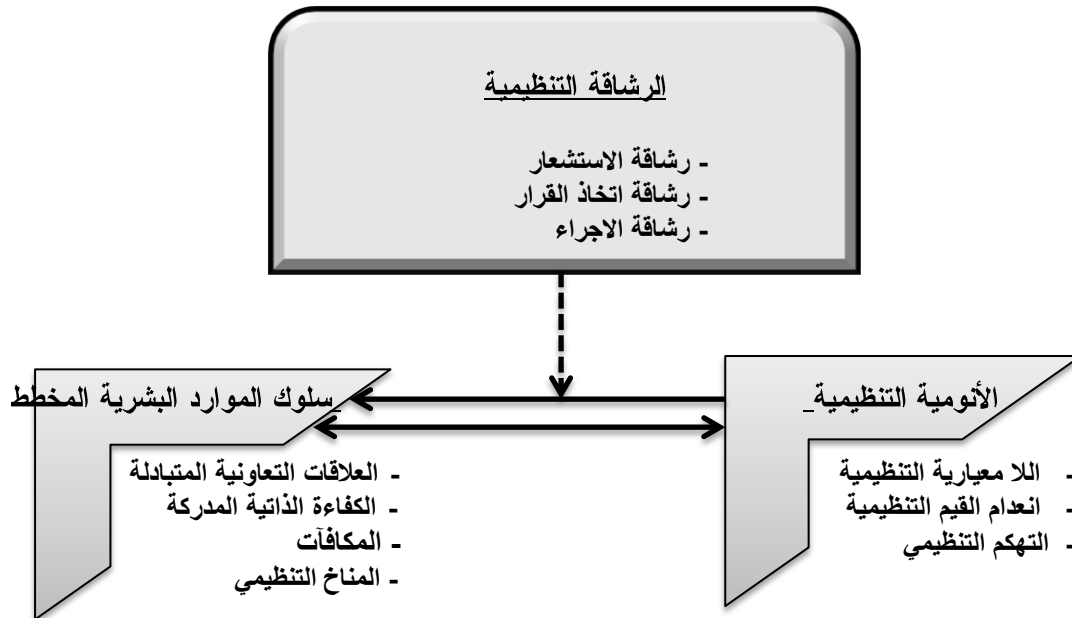 الرشاقة التنظيمية
- رشاقة الاستشعار
- رشاقة اتخاذ القرار
- رشاقة الاجراء
الأنومية التنظيمية
- اللا معيارية التنظيمية
- انعدام القيم التنظيمية
- التهكم التنظيمي
سلوك الموارد البشرية المخطط
- العلاقات التعاونية المتبادلة
- الكفاءة الذاتية المدركة
- المكافآت
- المناخ التنظيمي